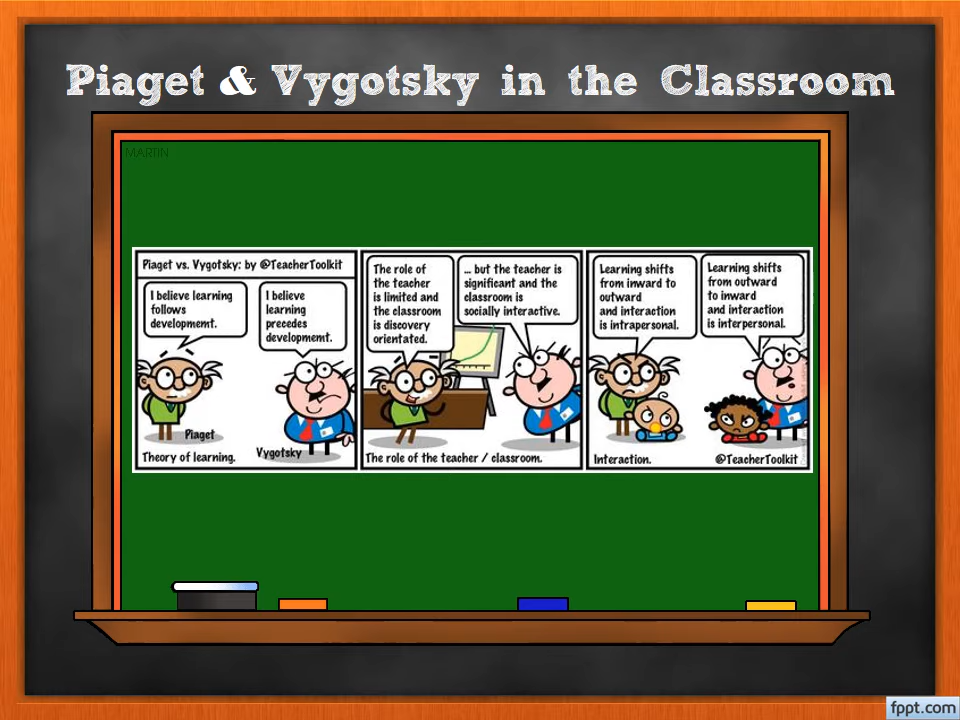 Piaget & Vygotsky in the Classroom
MARTIN
Piaget vs. Vygotsky: by @TeacherToolkit
I believe learning
follows
developmemt.
I believe
learning
precedes
developmemt.
Piaget
Vygotsky
Theory of learning.
The role of
the teacher
is limited and
the classroom
is discovery
orientated.
... but the teacher is
significant and the
classroom is
socially interactive.
The role of the teacher / classroom.
Learning shifts
from inward to
outward
and interaction
is intrapersonal.
Learning shifts
from outward
to inward
and interaction
is interpersonal.
Interaction.
@TeacherToolkit
fppt.com